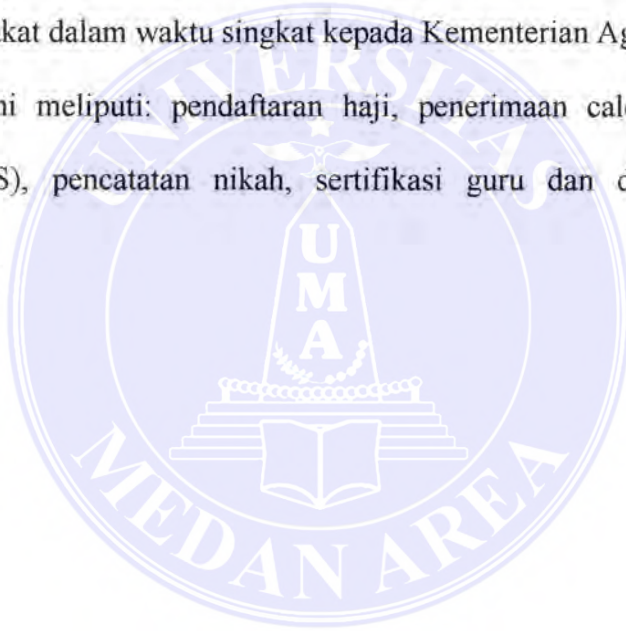 akat dalam waktu singkat kepada Kementerian Ag
ni meliputi: pendaftaran haji, penerimaan cal
S), pencatatan nikah, sertifikasi guru dan d
UNIVERSITAS
U
M
A
MEDAN AREA